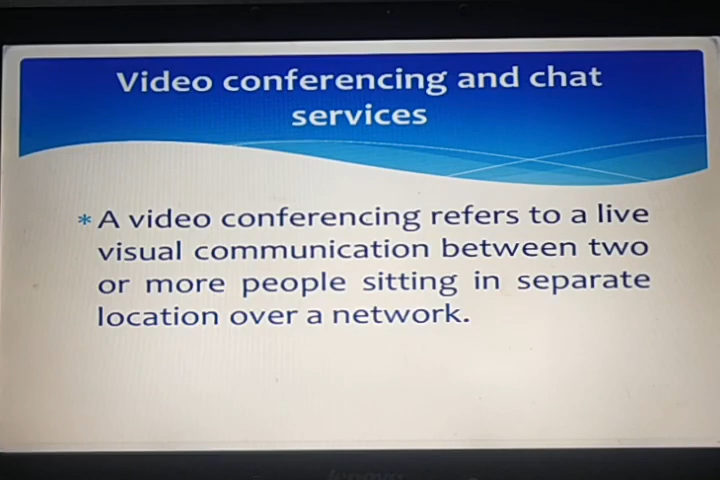 Video conferencing and chat
services
* A video conferencing refers to a live
visual communication between two
or more people sitting in separate
location over a network.